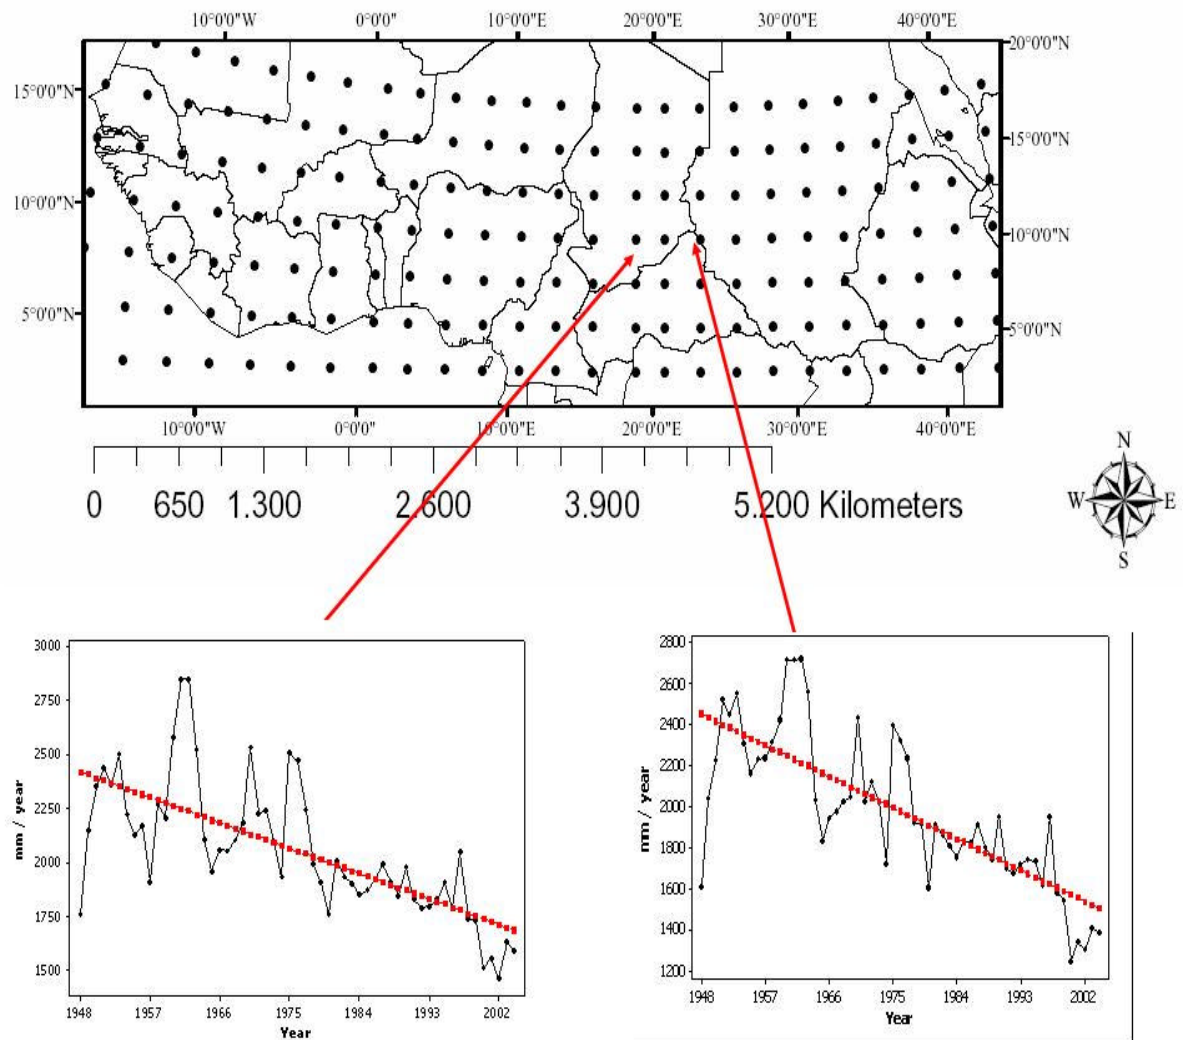 10°0'0"W 0°0'0" 10°0'0"E 20°0'0"E 30°0'0"E 40°0'0"E
20°0'0"N
15°0'0"N
15°0'0"N
10°0'0"N
10°0'0"N
5°0'0"N
5°0'0"N
10°0'0"W 0°0'0" 10°0'0"E 20°0'0"E 30°0'0"E 40°0'0"E
0 650 1.300 2.600 3.900 5.200 Kilometers
N
W E
S
3000
2750
2500
2250
2000
1750
1500
mm / year
1948 1957 1966 1975 1984 1993 2002
Year
2800
2600
2400
2200
2000
1800
1600
1400
1200
mm / year
1948 1957 1966 1975 1984 1993 2002
Year